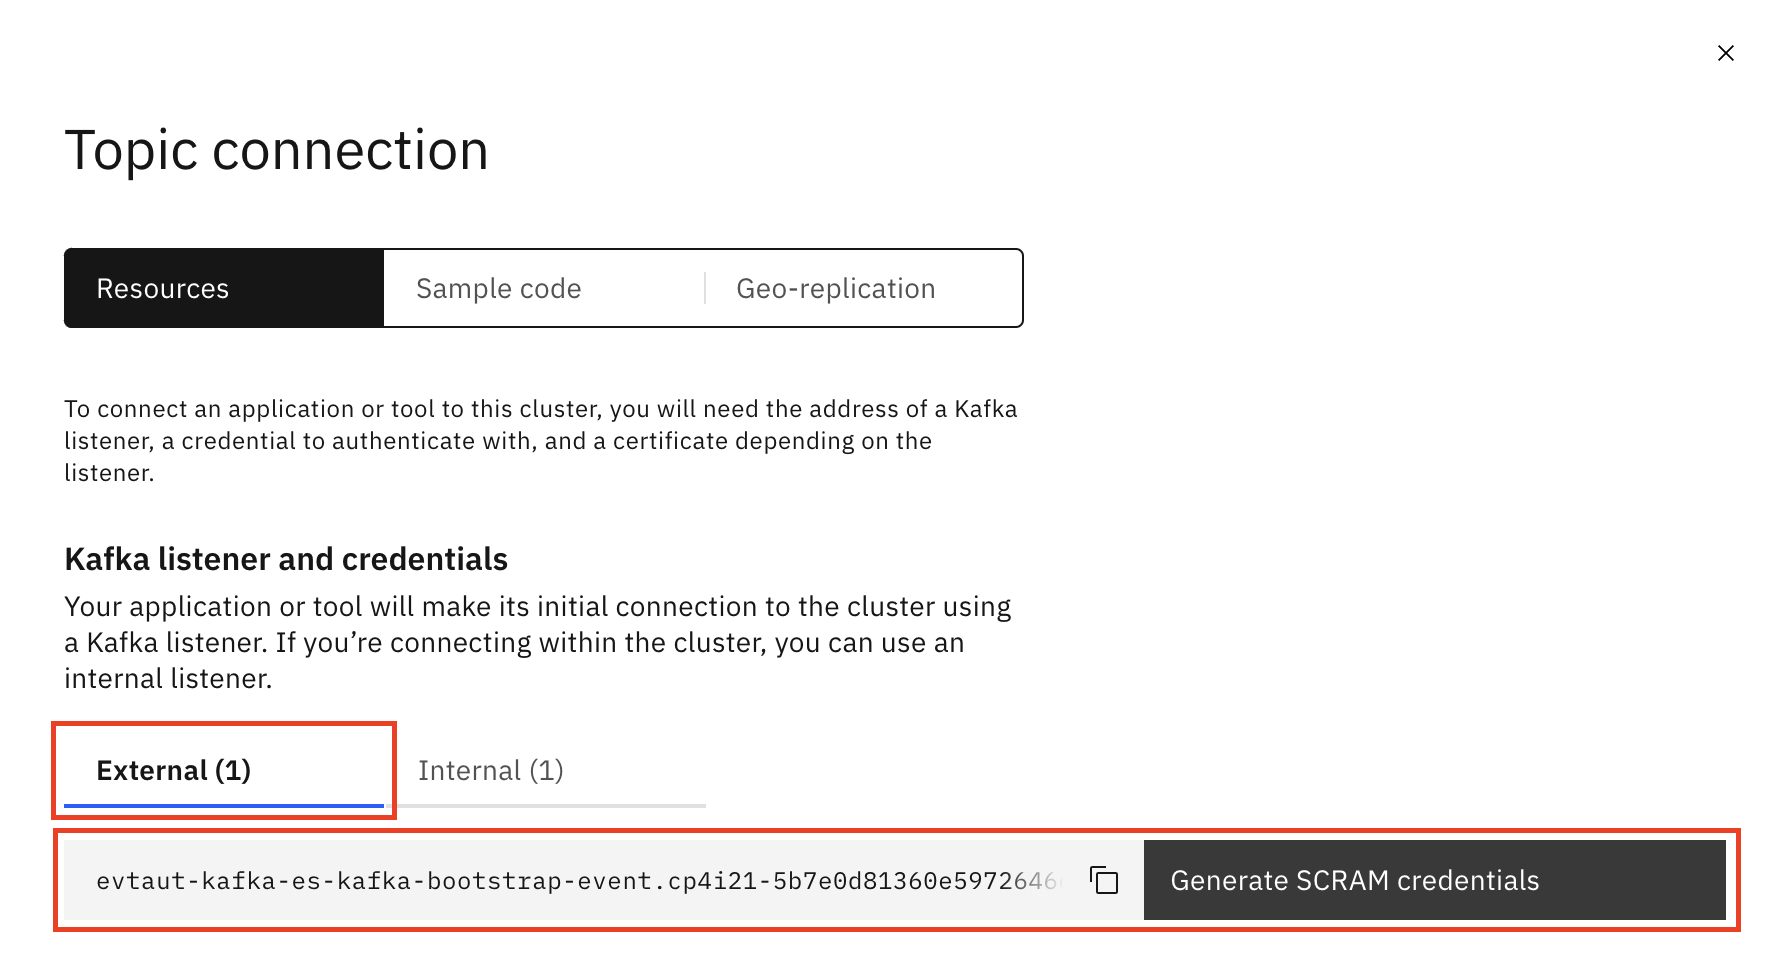 Topic connection
Resources
Sample code
Geo-replication
To connect an application or tool to this cluster, you will need the address of a Kafka
listener, a credential to authenticate with, and a certificate depending on the
listener.
Kafka listener and credentials
Your application or tool will make its initial connection to the cluster using
a Kafka listener. If you’re connecting within the cluster, you can use an
internal listener.
External (1)
Internal (1)
evtaut-kafka-es-kafka-bootstrap-event.cp4i21-5b7e0d81360e5972646
Generate SCRAM credentials